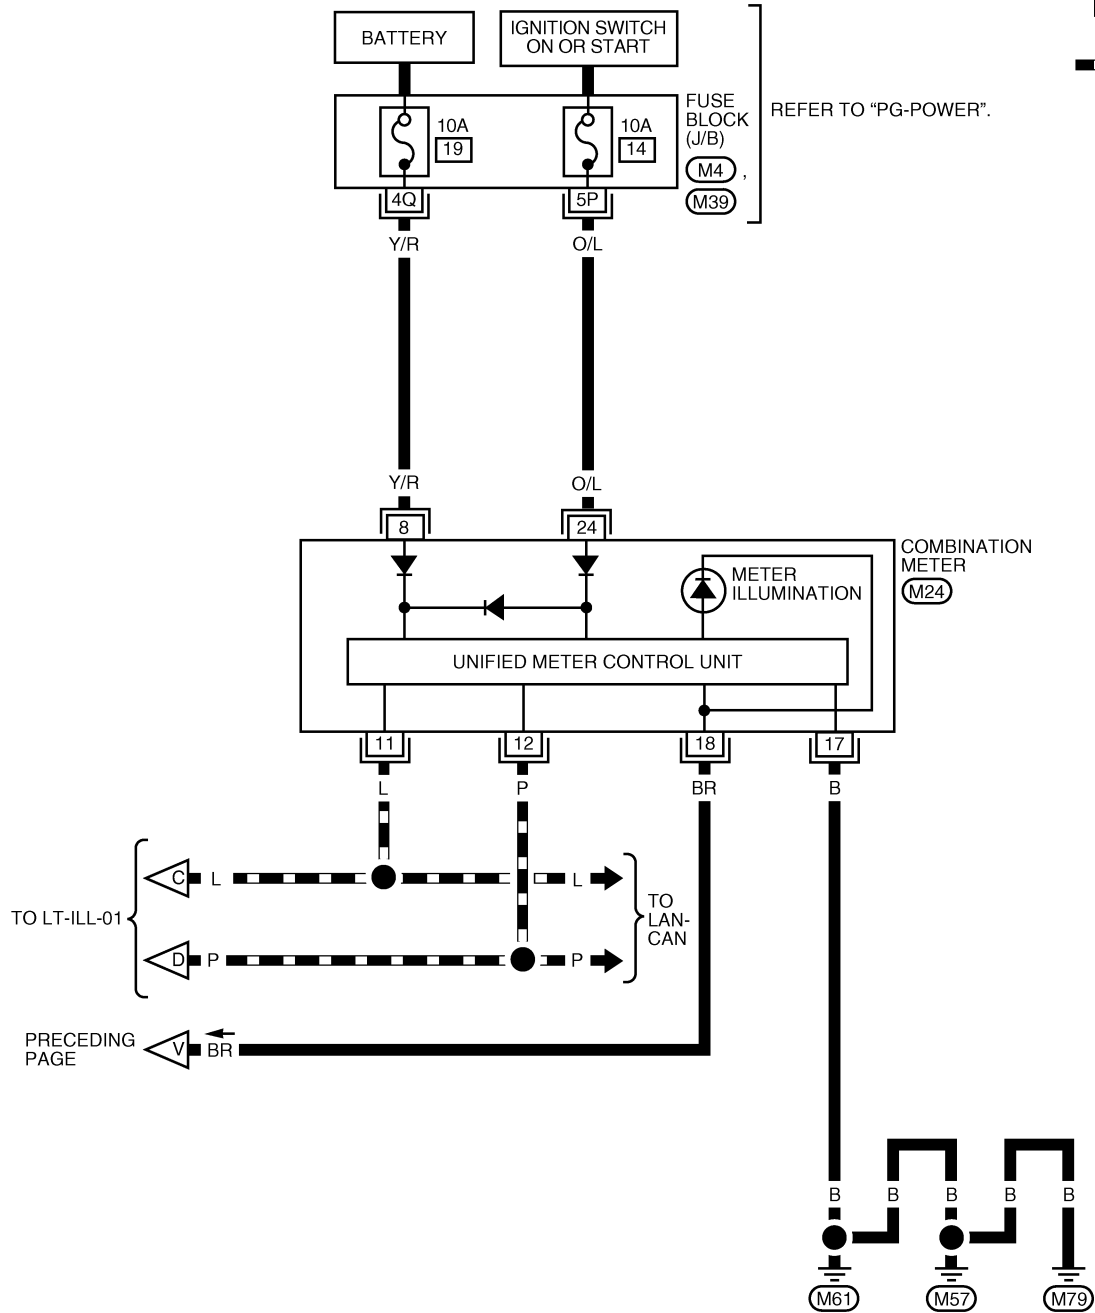 BATTERY
IGNITION SWITCH
ON OR START
FUSE
BLOCK
(J/B)
M4 ,
M39
REFER TO “PG-POWER”.
10A
19
10A
14
4Q
5P
Y/R
O/L
Y/R
O/L
8
24
COMBINATION
METER
M24
METER
ILLUMINATION
UNIFIED METER CONTROL UNIT
11
12
18
17
L
P
BR
B
TO LT-ILL-01
C
L
L
D
P
P
TO
LAN-
CAN
PRECEDING
PAGE
V
BR
B
B
B
B
B
M61
M57
M79